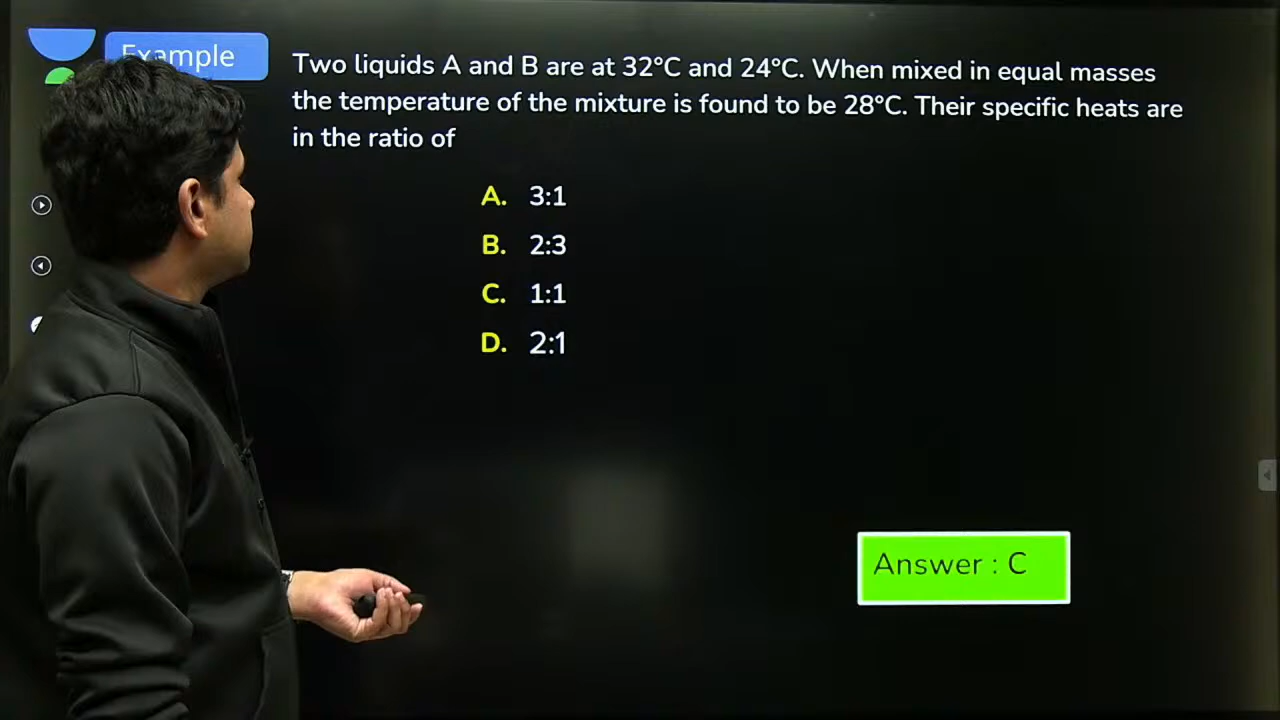 Example
Two liquids A and B are at 32°C and 24°C. When mixed in equal masses
the temperature of the mixture is found to be 28°C. Their specific heats are
in the ratio of
A. 3:1
B. 2:3
C. 1:1
D. 2:1
Answer : C